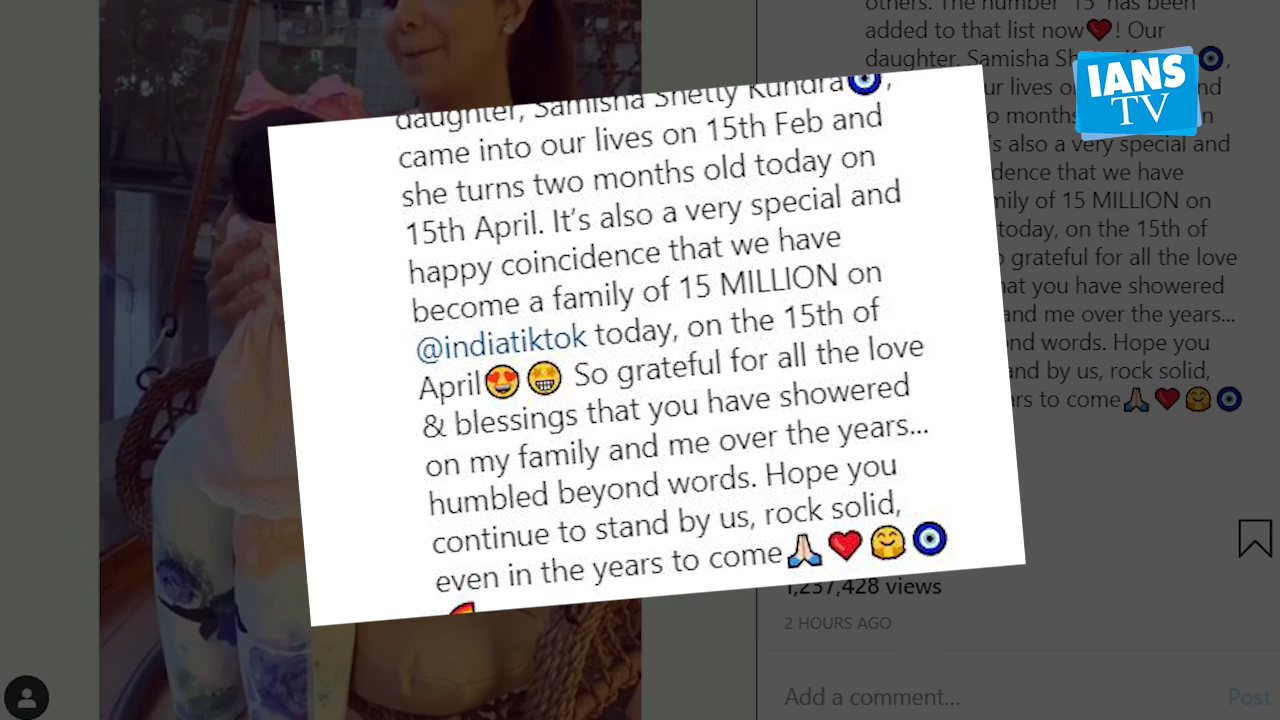 others. The number '15' has been
added to that list now❤️! Our
daughter, Samisha
and
's also a very special and
dence that we have
mily of 15 MILLION on
today, on the 15th of
grateful for all the love
hat you have showered
and me over the years...
nd words. Hope you
and by us, rock solid,
rs to come🙏🏻❤️🤗🧿
IANS
TV
daughter, Samisha Shetty Kundra🧿,
came into our lives on 15th Feb and
she turns two months old today on
15th April. It's also a very special and
happy coincidence that we have
become a family of 15 MILLION on
@indiatiktok today, on the 15th of
April😍😁 So grateful for all the love
& blessings that you have showered
on my family and me over the years...
humbled beyond words. Hope you
continue to stand by us, rock solid,
even in the years to come🙏🏻❤️🤗🧿
1,237,428 views
2 HOURS AGO
Add a comment...
Post